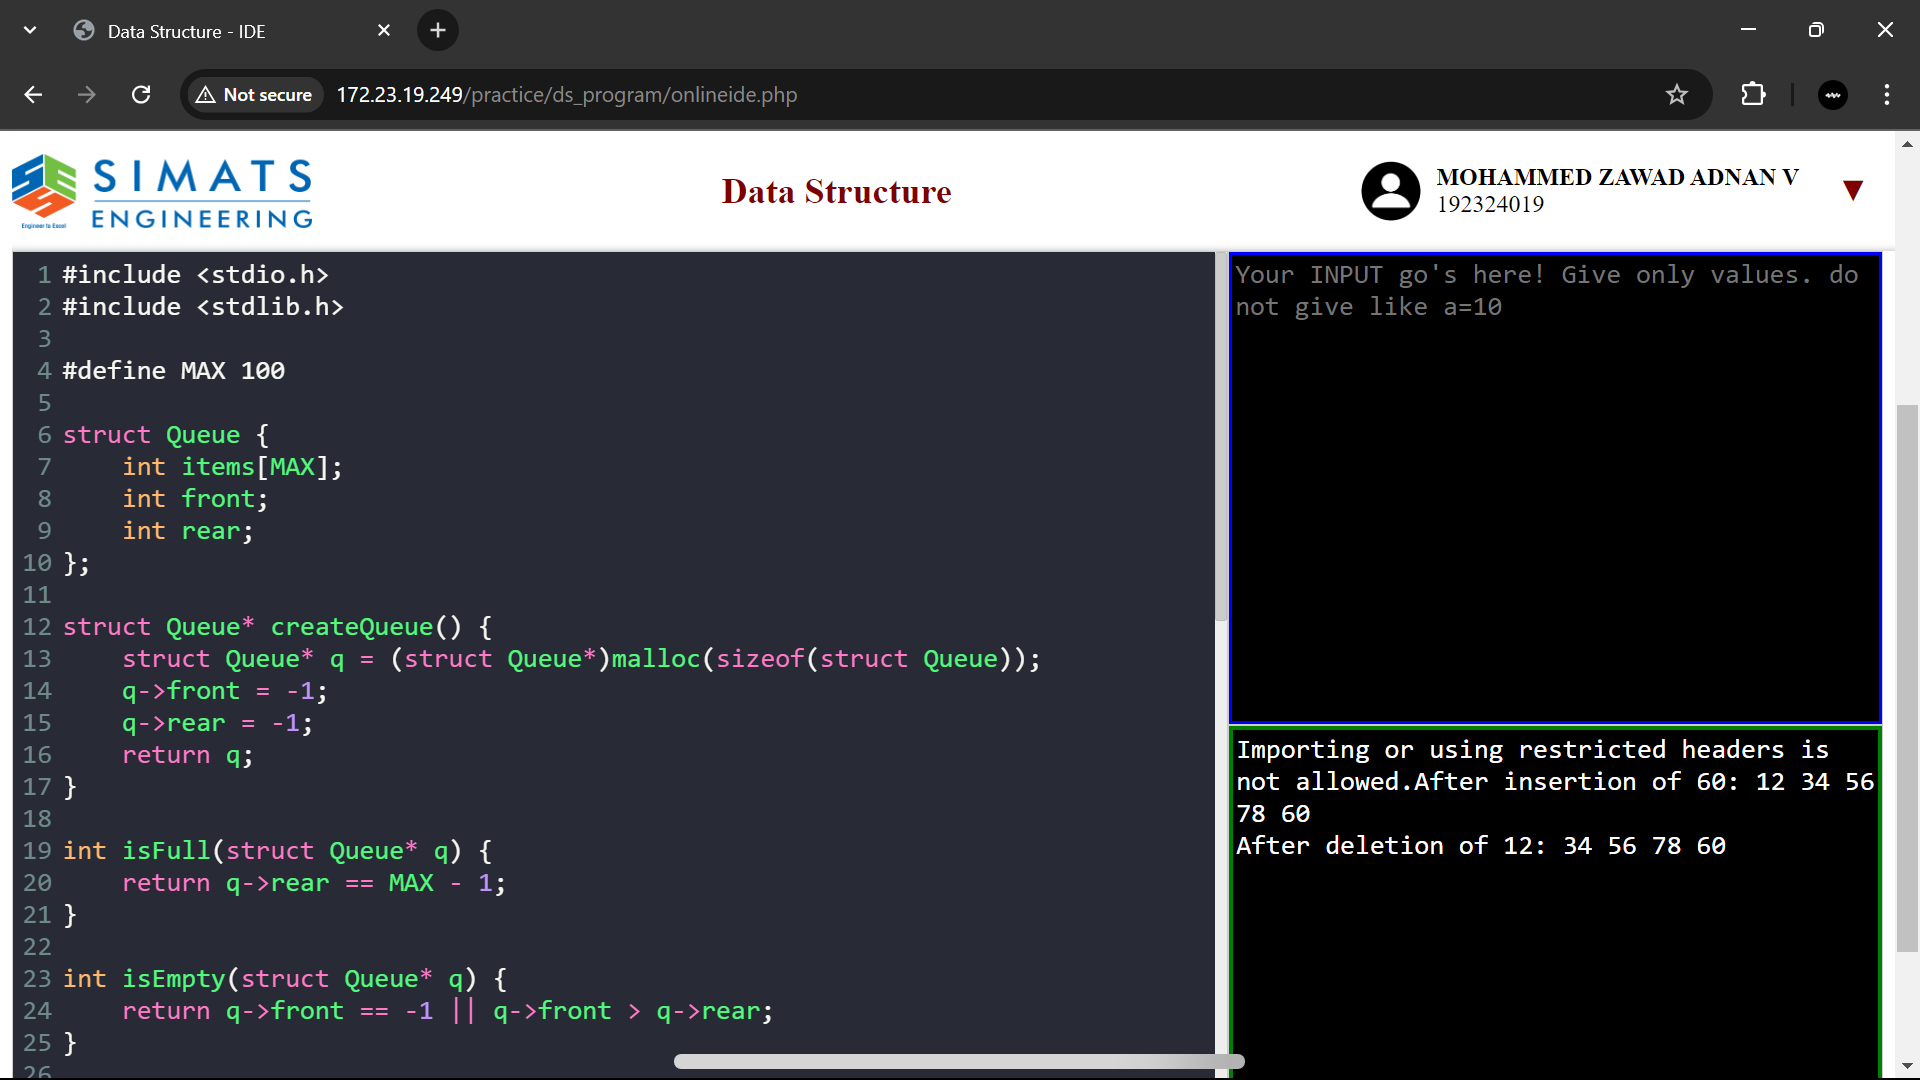 Data Structure - IDE
Not secure 172.23.19.249/practice/ds_program/onlineide.php
SIMATS
ENGINEERING
Engineer to Excel
Data Structure
MOHAMMED ZAWAD ADNAN V
192324019
1 #include <stdio.h>
2 #include <stdlib.h>
3
4 #define MAX 100
5
6 struct Queue {
7     int items[MAX];
8     int front;
9     int rear;
10 };
11
12 struct Queue* createQueue() {
13     struct Queue* q = (struct Queue*)malloc(sizeof(struct Queue));
14     q->front = -1;
15     q->rear = -1;
16     return q;
17 }
18
19 int isFull(struct Queue* q) {
20     return q->rear == MAX - 1;
21 }
22
23 int isEmpty(struct Queue* q) {
24     return q->front == -1 || q->front > q->rear;
25 }
26
Your INPUT go's here! Give only values. do
not give like a=10
Importing or using restricted headers is
not allowed.After insertion of 60: 12 34 56
78 60
After deletion of 12: 34 56 78 60